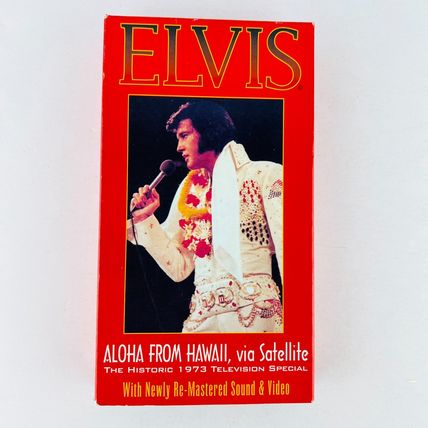 ELVIS
ALOHA FROM HAWAII, via Satellite
THE HISTORIC 1973 TELEVISION SPECIAL
With Newly Re-Mastered Sound & Video